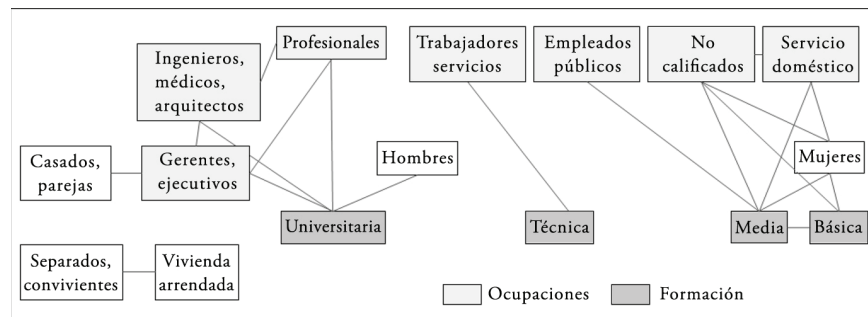 Ingenieros,
médicos,
arquitectos
Profesionales
Trabajadores
servicios
Empleados
públicos
No
calificados
Servicio
doméstico
Casados,
parejas
Gerentes,
ejecutivos
Hombres
Mujeres
Universitaria
Técnica
Media
Básica
Separados,
convivientes
Vivienda
arrendada
Ocupaciones
Formación